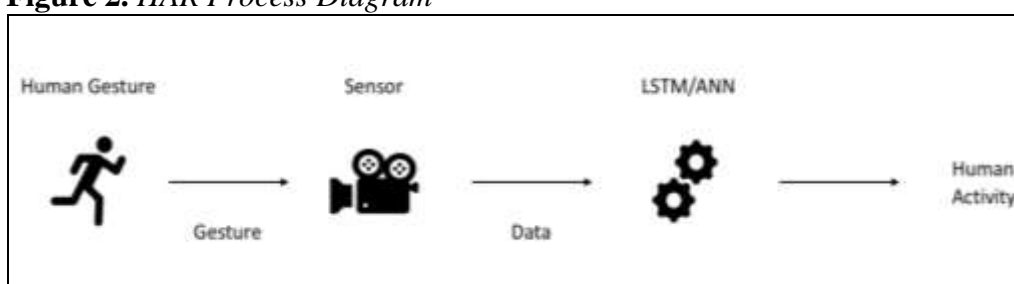 Figure 2. HAR Process Diagram
Human Gesture
Sensor
LSTM/ANN
Human
Activity
Gesture
Data